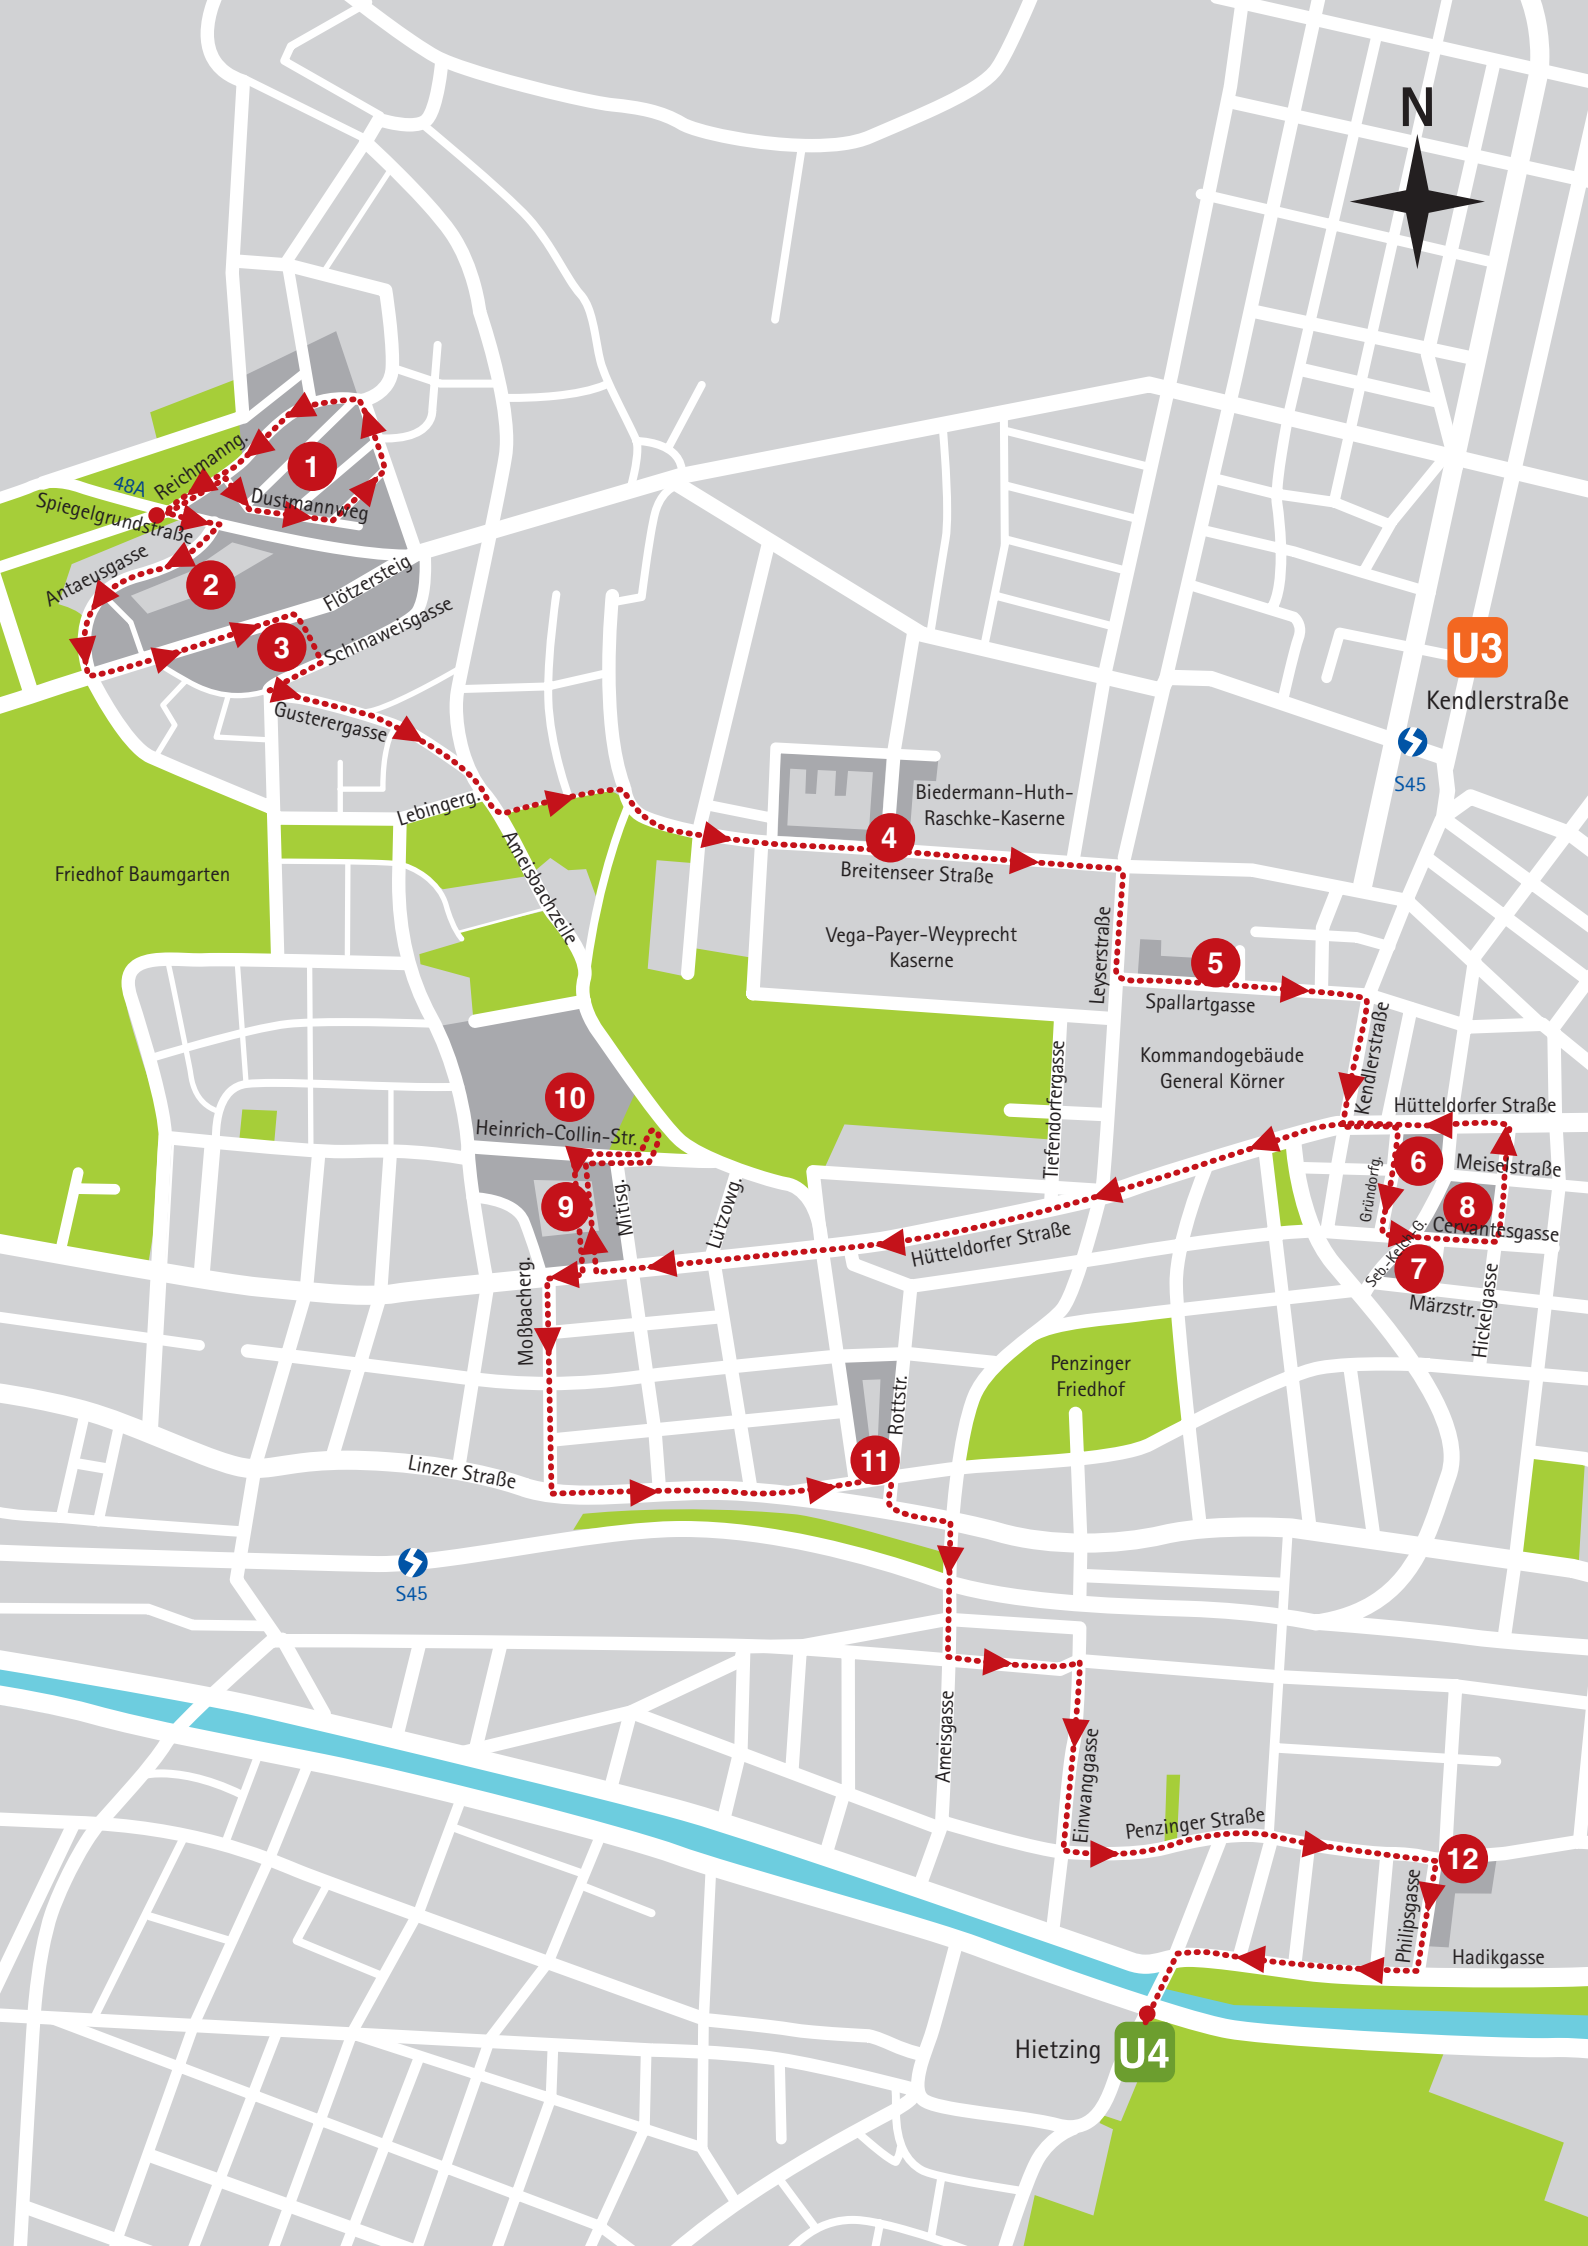 N
1
Reichmanng.
48A
Dustmannweg
Spiegelgrundstraße
Antaeusgasse
2
Flötzersteig
3
Schinaweisgasse
U3
Kendlerstraße
Gusterergasse
S45
Lebingerg.
Biedermann-Huth-
Raschke-Kaserne
4
Breitenseer Straße
Friedhof Baumgarten
Ameisbachzeile
Vega-Payer-Weyprecht
Kaserne
Leyserstraße
5
Spallartgasse
Kommandogebäude
General Körner
Kendlerstraße
Tiefendorfergasse
10
Heinrich-Collin-Str.
Hütteldorfer Straße
6
Meiselstraße
Gründorfg.
8
Cervantesgasse
Seb.-Kelch-G.
7
Märzstr.
Hickelgasse
9
Mitisg.
Lützowg.
Hütteldorfer Straße
Moßbacherg.
Penzinger
Friedhof
Rottstr.
11
Linzer Straße
S45
Ameisgasse
Einwanggasse
Penzinger Straße
12
Philipsgasse
Hadikgasse
Hietzing
U4